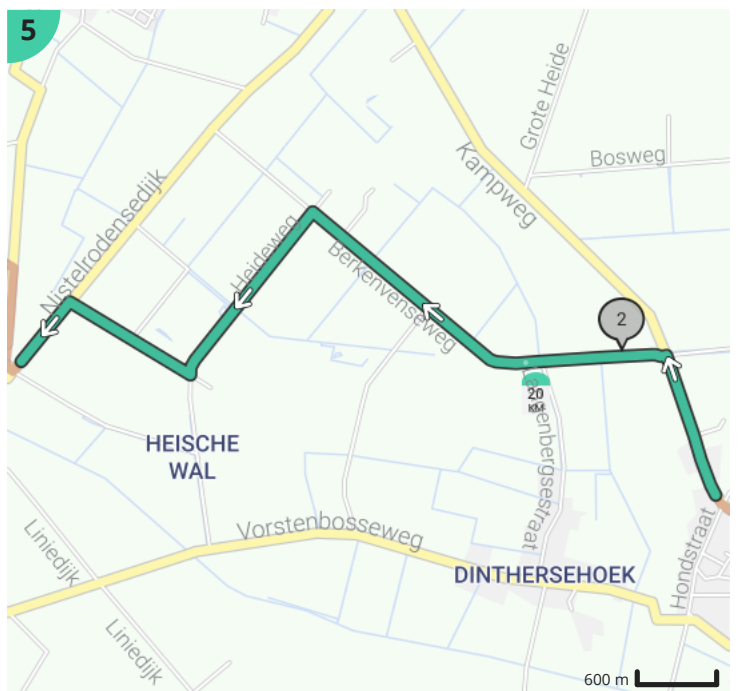 5
Grote Heide
Bosweg
Kampweg
Nistelrodensedijk
Heideweg
Berkenvenseweg
2
20
KM
HEISCHE
WAL
Vorstenbosseweg
Liniedijk
DINTHERSEHOEK
Hondstraat
Liniedijk
600 m